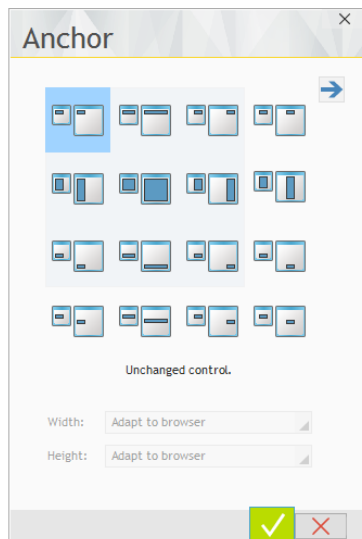 Anchor
Unchanged control.
Width: Adapt to browser
Height: Adapt to browser